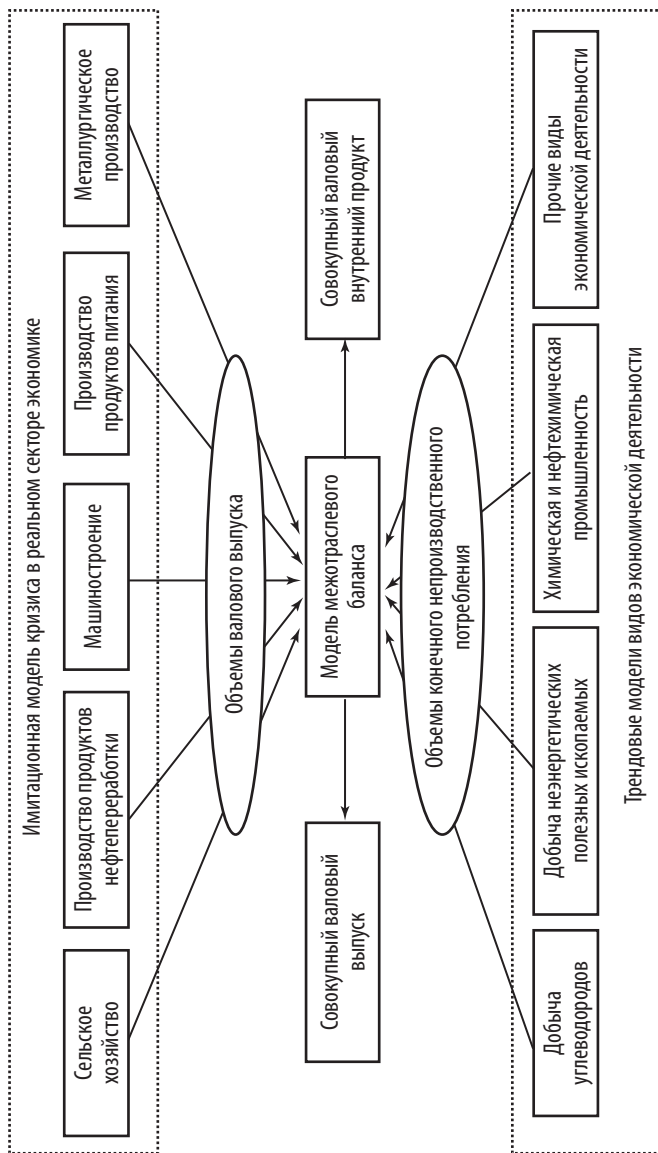 Имитационная модель кризиса в реальном секторе экономике
Сельское
хозяйство
Производство продуктов
нефтепереработки
Машиностроение
Производство
продуктов питания
Металлургическое
производство
Объемы валового выпуска
Совокупный валовый
выпуск
Модель межотраслевого
баланса
Совокупный валовый
внутренний продукт
Объемы конечного непроизводственного
потребления
Добыча
углеводородов
Добыча неэнергетических
полезных ископаемых
Химическая и нефтехимическая
промышленность
Прочие виды
экономической деятельности
Трендовые модели видов экономической деятельности